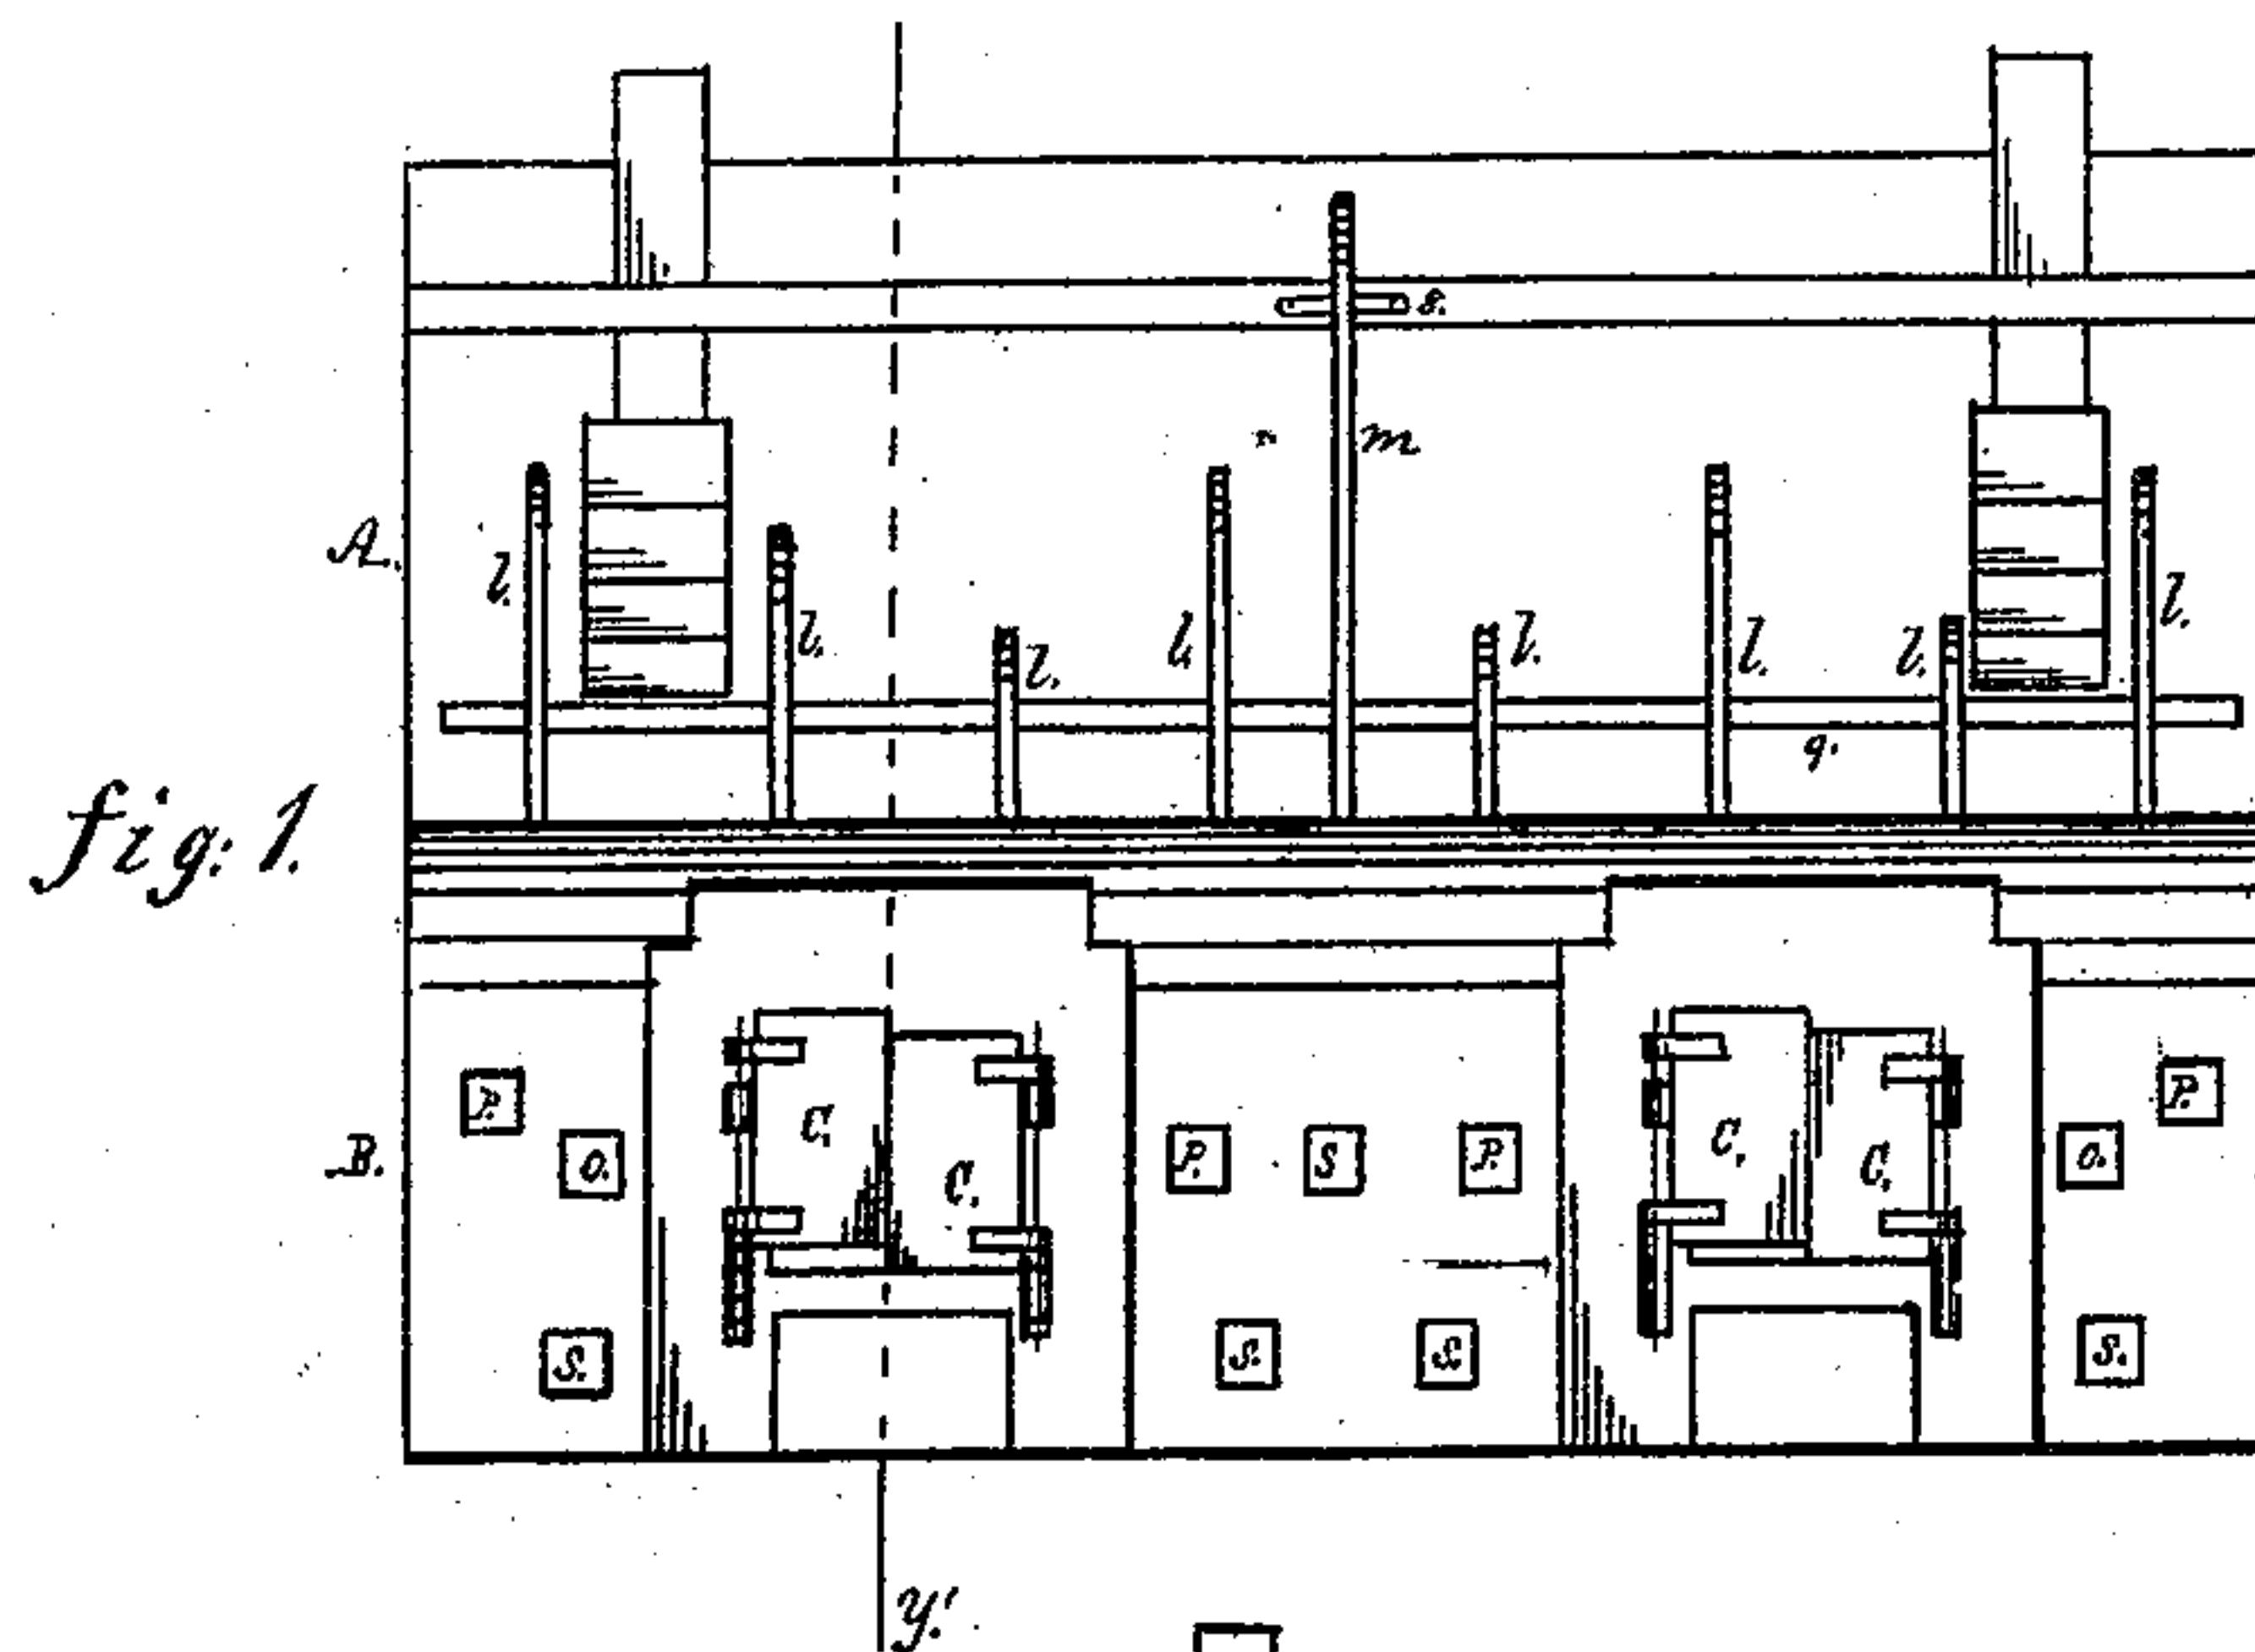 s.
m.
A.
l. l. l. l. l. l. l. l.
q.
fig: 1.
B.
P. O. C. C. P. S P. C. C. O. P.
S. S. S. S.
y'.